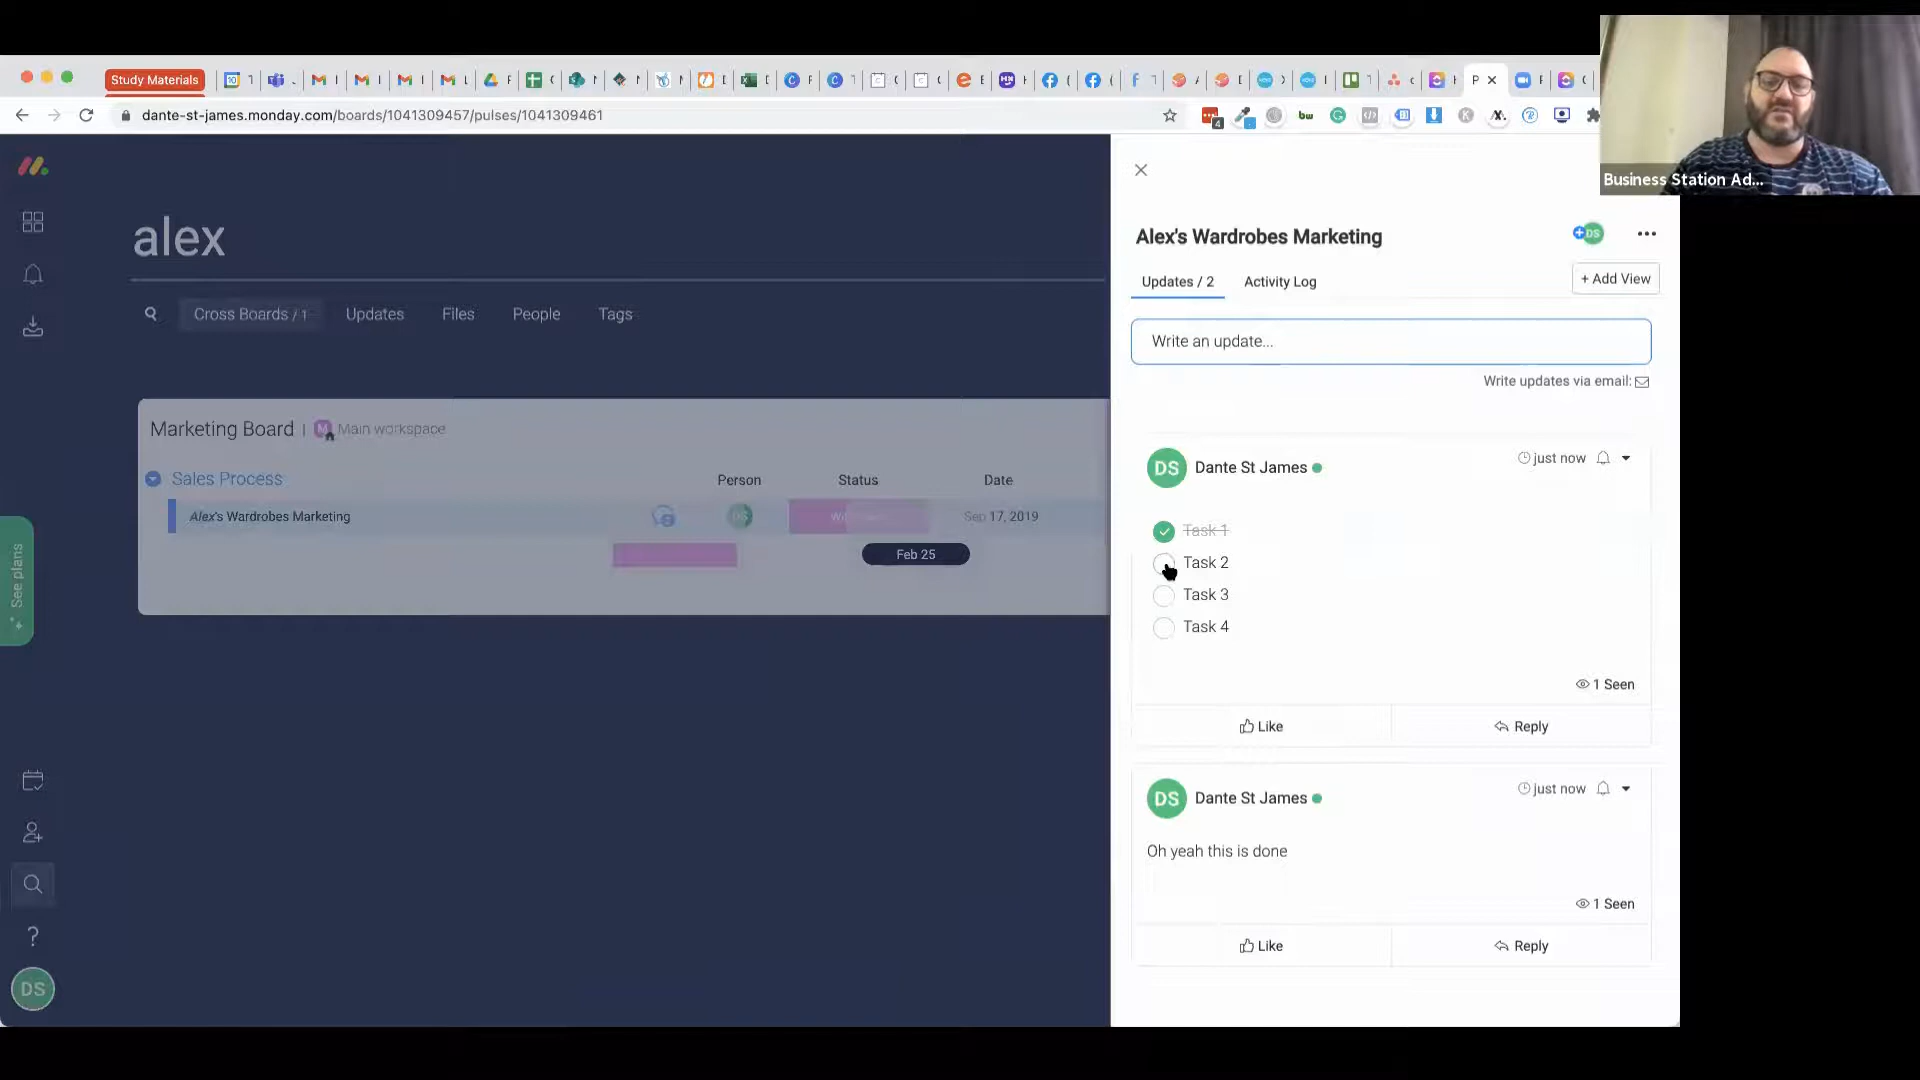 Study Materials
dante-st-james.monday.com/boards/1041309457/pulses/1041309461
Business Station Ad...
alex
Cross Boards / 1
Updates
Files
People
Tags
Marketing Board | Main workspace
Sales Process
Person
Status
Date
Alex's Wardrobes Marketing
DS
Sep 17, 2019
Feb 25
See plans
?
DS
Alex's Wardrobes Marketing
DS
Updates / 2
Activity Log
+ Add View
Write an update...
Write updates via email:
DS
Dante St James
just now
Task 1
Task 2
Task 3
Task 4
1 Seen
Like
Reply
DS
Dante St James
just now
Oh yeah this is done
1 Seen
Like
Reply